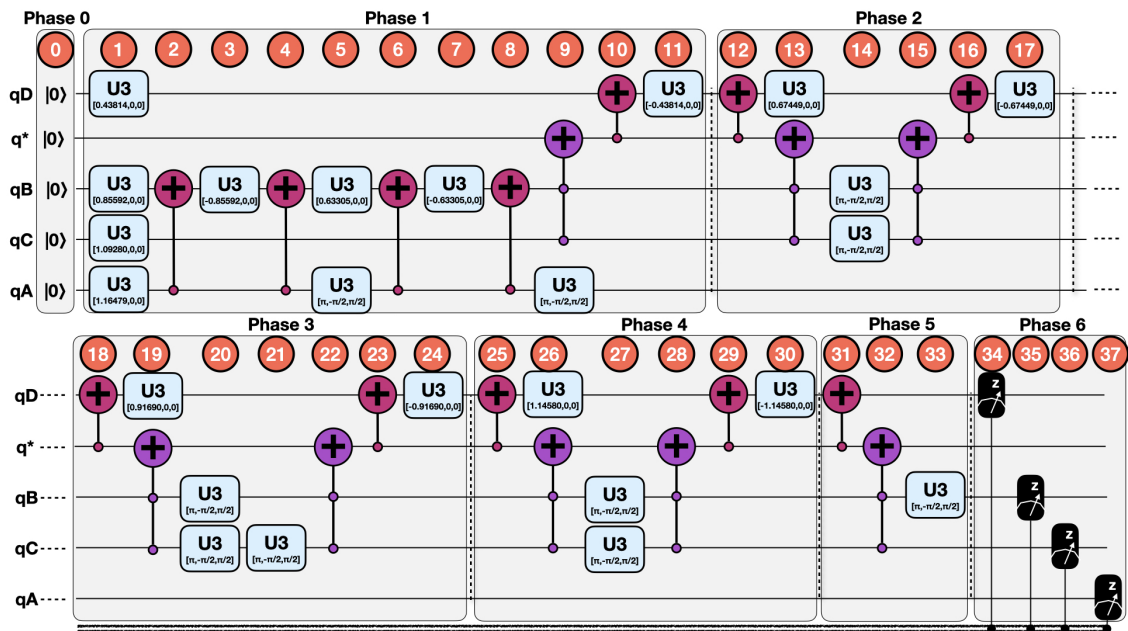 Phase 0 Phase 1 Phase 2
0 1 2 3 4 5 6 7 8 9 10 11 12 13 14 15 16 17
qD |0⟩ U3 U3 U3 U3
[0.43814,0,0] [-0.43814,0,0] [0.67449,0,0] [-0.67449,0,0]
q* |0⟩
qB |0⟩ U3 U3 U3 U3 U3
[0.85592,0,0] [-0.85592,0,0] [0.63305,0,0] [-0.63305,0,0] [π,-π/2,π/2]
qC |0⟩ U3 U3
[1.09280,0,0] [π,-π/2,π/2]
qA |0⟩ U3 U3 U3
[1.16479,0,0] [π,-π/2,π/2] [π,-π/2,π/2]
Phase 3 Phase 4 Phase 5 Phase 6
18 19 20 21 22 23 24 25 26 27 28 29 30 31 32 33 34 35 36 37
qD U3 U3 U3 U3 z
[0.91690,0,0] [-0.91690,0,0] [1.14580,0,0] [-1.14580,0,0]
q*
qB U3 U3 U3 z
[π,-π/2,π/2] [π,-π/2,π/2] [π,-π/2,π/2]
qC U3 U3 U3 z
[π,-π/2,π/2] [π,-π/2,π/2] [π,-π/2,π/2]
qA z